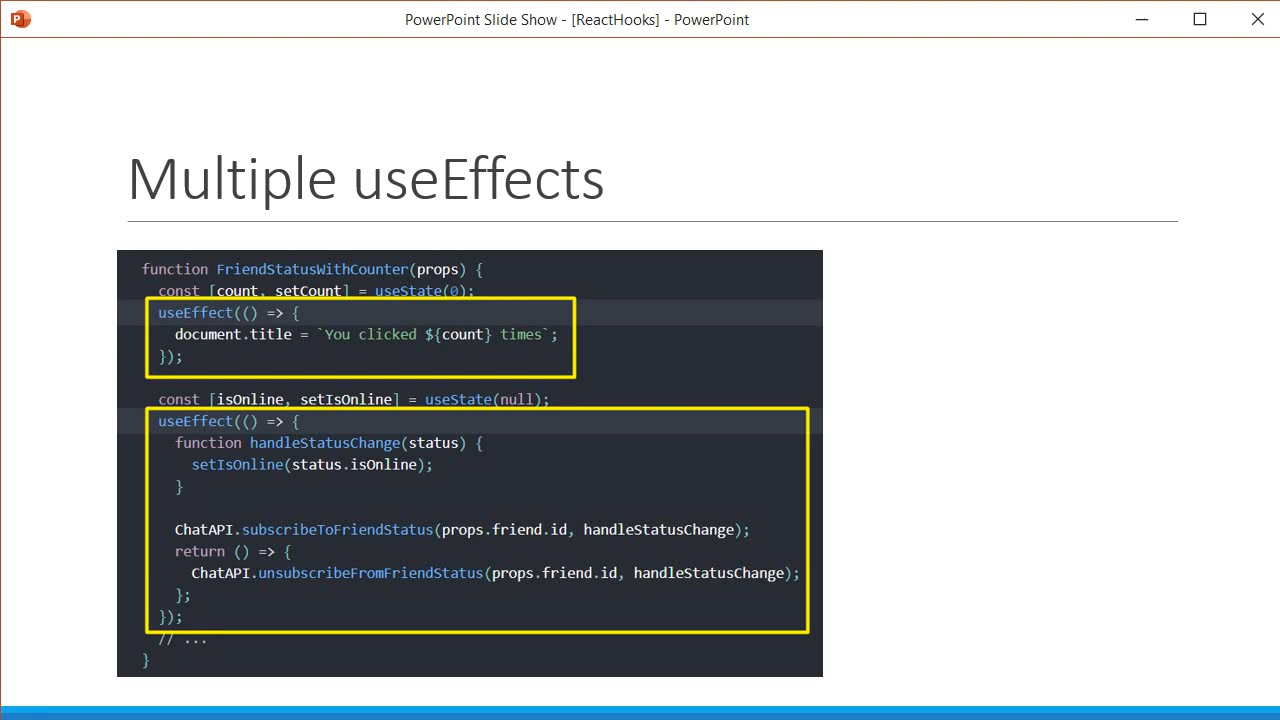 PowerPoint Slide Show - [ReactHooks] - PowerPoint
Multiple useEffects
function FriendStatusWithCounter(props) {
  const [count, setCount] = useState(0);
  useEffect(() => {
    document.title = `You clicked ${count} times`;
  });
  const [isOnline, setIsOnline] = useState(null);
  useEffect(() => {
    function handleStatusChange(status) {
      setIsOnline(status.isOnline);
    }
    ChatAPI.subscribeToFriendStatus(props.friend.id, handleStatusChange);
    return () => {
      ChatAPI.unsubscribeFromFriendStatus(props.friend.id, handleStatusChange);
    };
  });
  // ...
}